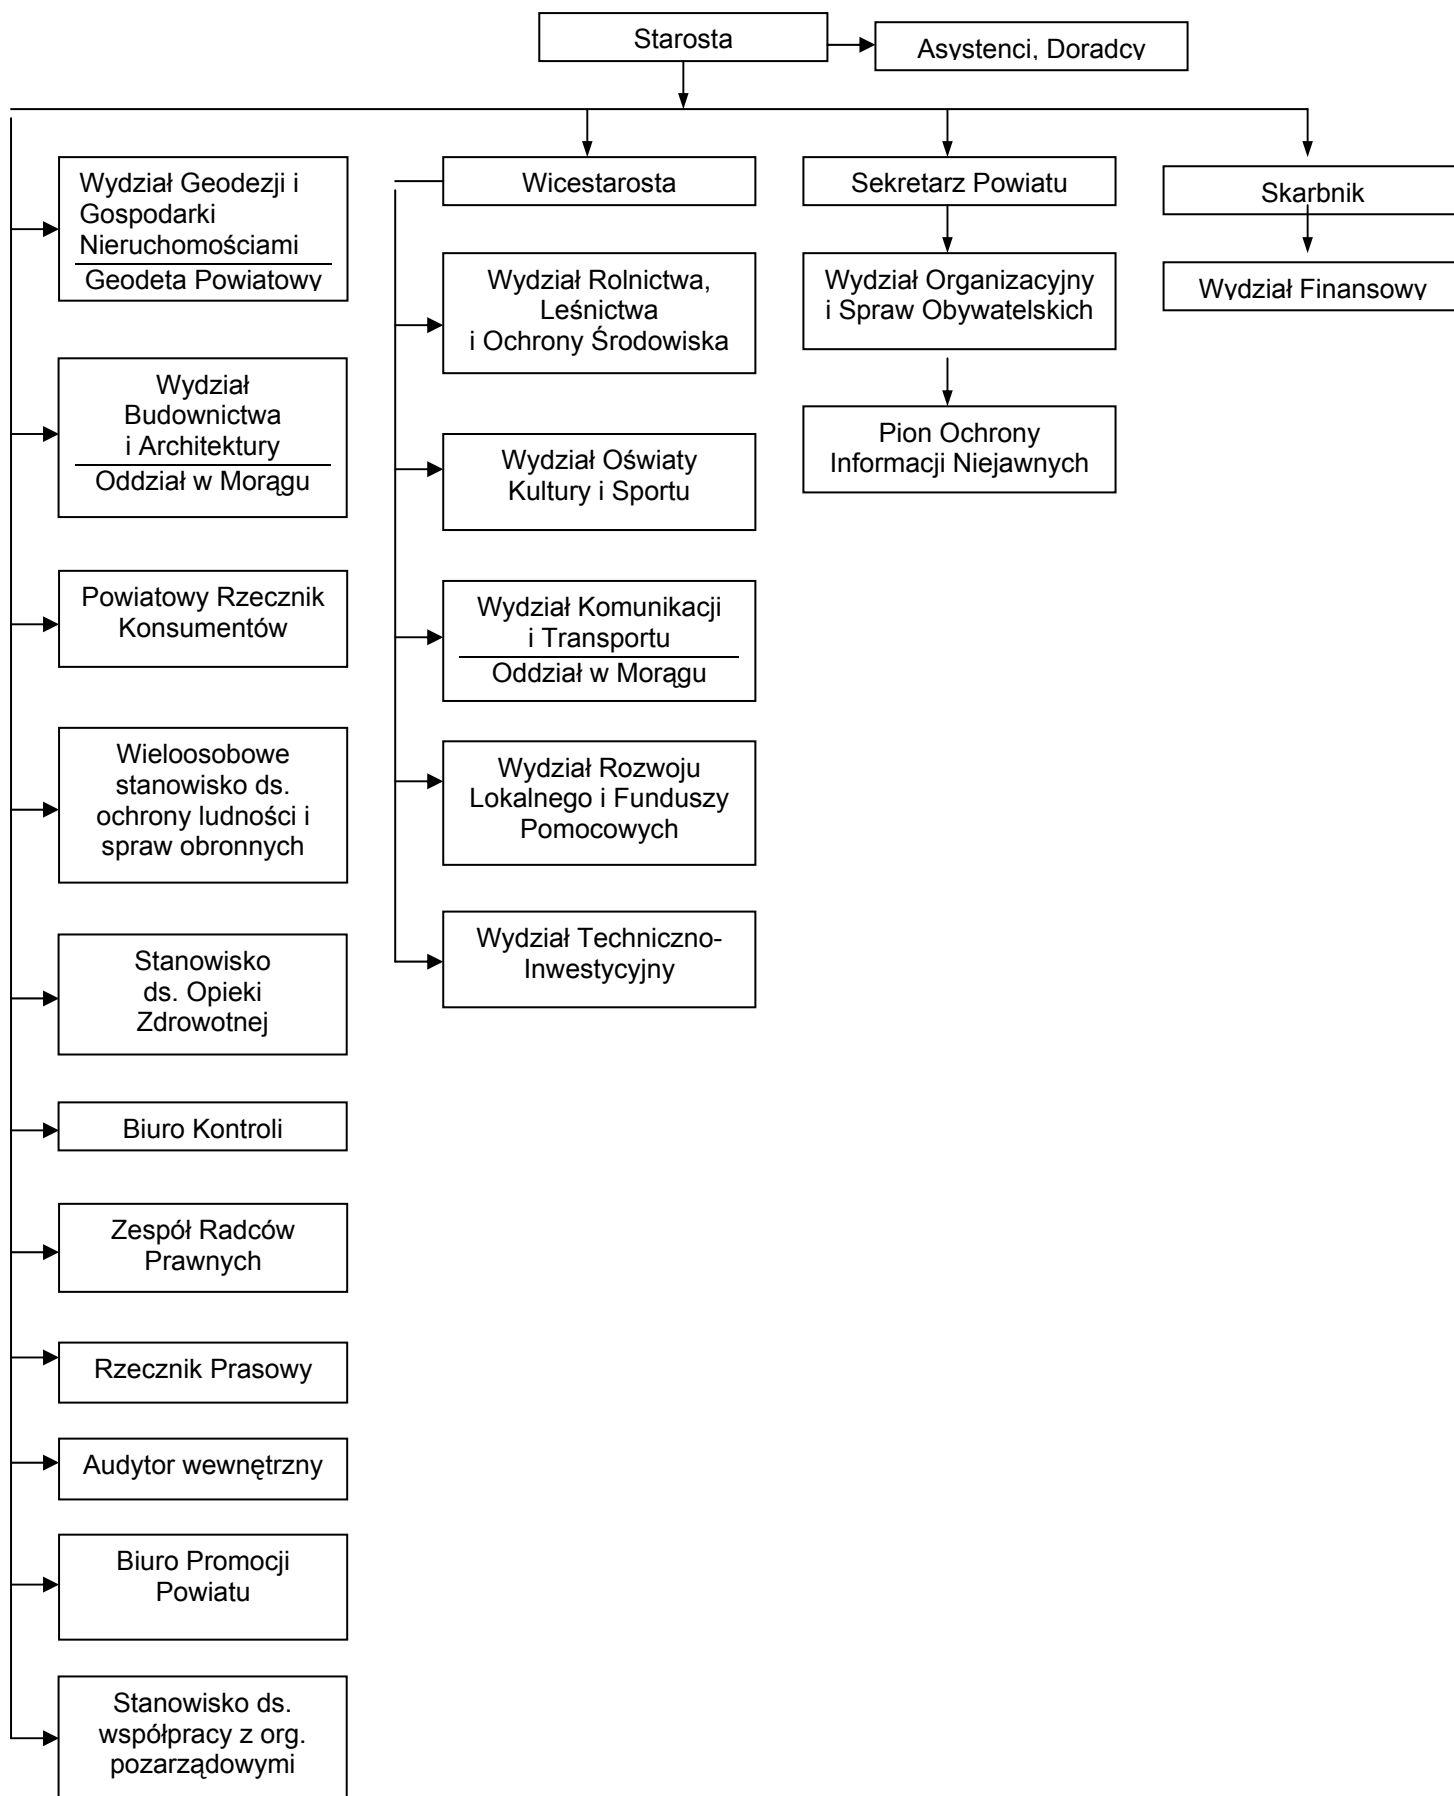 Starosta
Asystenci, Doradcy
Wydział Geodezji i
Gospodarki
Nieruchomościami
Geodeta Powiatowy
Wydział
Budownictwa
i Architektury
Oddział w Morągu
Powiatowy Rzecznik
Konsumentów
Wieloosobowe
stanowisko ds.
ochrony ludności i
spraw obronnych
Stanowisko
ds. Opieki
Zdrowotnej
Biuro Kontroli
Zespół Radców
Prawnych
Rzecznik Prasowy
Audytor wewnętrzny
Biuro Promocji
Powiatu
Stanowisko ds.
współpracy z org.
pozarządowymi
Wicestarosta
Wydział Rolnictwa,
Leśnictwa
i Ochrony Środowiska
Wydział Oświaty
Kultury i Sportu
Wydział Komunikacji
i Transportu
Oddział w Morągu
Wydział Rozwoju
Lokalnego i Funduszy
Pomocowych
Wydział Techniczno-
Inwestycyjny
Sekretarz Powiatu
Wydział Organizacyjny
i Spraw Obywatelskich
Pion Ochrony
Informacji Niejawnych
Skarbnik
Wydział Finansowy